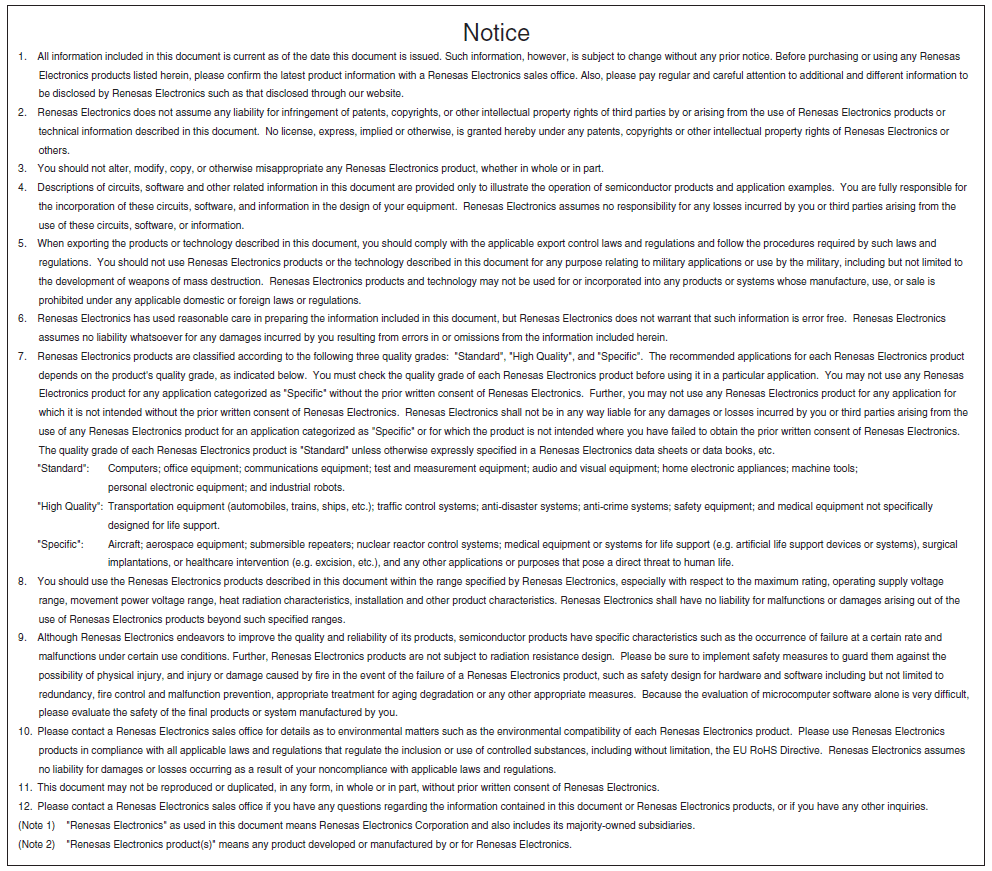 Notice
1. All information included in this document is current as of the date this document is issued. Such information, however, is subject to change without any prior notice. Before purchasing or using any Renesas
Electronics products listed herein, please confirm the latest product information with a Renesas Electronics sales office. Also, please pay regular and careful attention to additional and different information to
be disclosed by Renesas Electronics such as that disclosed through our website.
2. Renesas Electronics does not assume any liability for infringement of patents, copyrights, or other intellectual property rights of third parties by or arising from the use of Renesas Electronics products or
technical information described in this document. No license, express, implied or otherwise, is granted hereby under any patents, copyrights or other intellectual property rights of Renesas Electronics or
others.
3. You should not alter, modify, copy, or otherwise misappropriate any Renesas Electronics product, whether in whole or in part.
4. Descriptions of circuits, software and other related information in this document are provided only to illustrate the operation of semiconductor products and application examples. You are fully responsible for
the incorporation of these circuits, software, and information in the design of your equipment. Renesas Electronics assumes no responsibility for any losses incurred by you or third parties arising from the
use of these circuits, software, or information.
5. When exporting the products or technology described in this document, you should comply with the applicable export control laws and regulations and follow the procedures required by such laws and
regulations. You should not use Renesas Electronics products or the technology described in this document for any purpose relating to military applications or use by the military, including but not limited to
the development of weapons of mass destruction. Renesas Electronics products and technology may not be used for or incorporated into any products or systems whose manufacture, use, or sale is
prohibited under any applicable domestic or foreign laws or regulations.
6. Renesas Electronics has used reasonable care in preparing the information included in this document, but Renesas Electronics does not warrant that such information is error free. Renesas Electronics
assumes no liability whatsoever for any damages incurred by you resulting from errors in or omissions from the information included herein.
7. Renesas Electronics products are classified according to the following three quality grades: "Standard", "High Quality", and "Specific". The recommended applications for each Renesas Electronics product
depends on the product's quality grade, as indicated below. You must check the quality grade of each Renesas Electronics product before using it in a particular application. You may not use any Renesas
Electronics product for any application categorized as "Specific" without the prior written consent of Renesas Electronics. Further, you may not use any Renesas Electronics product for any application for
which it is not intended without the prior written consent of Renesas Electronics. Renesas Electronics shall not be in any way liable for any damages or losses incurred by you or third parties arising from the
use of any Renesas Electronics product for an application categorized as "Specific" or for which the product is not intended where you have failed to obtain the prior written consent of Renesas Electronics.
The quality grade of each Renesas Electronics product is "Standard" unless otherwise expressly specified in a Renesas Electronics data sheets or data books, etc.
"Standard": Computers; office equipment; communications equipment; test and measurement equipment; audio and visual equipment; home electronic appliances; machine tools;
personal electronic equipment; and industrial robots.
"High Quality": Transportation equipment (automobiles, trains, ships, etc.); traffic control systems; anti-disaster systems; anti-crime systems; safety equipment; and medical equipment not specifically
designed for life support.
"Specific": Aircraft; aerospace equipment; submersible repeaters; nuclear reactor control systems; medical equipment or systems for life support (e.g. artificial life support devices or systems), surgical
implantations, or healthcare intervention (e.g. excision, etc.), and any other applications or purposes that pose a direct threat to human life.
8. You should use the Renesas Electronics products described in this document within the range specified by Renesas Electronics, especially with respect to the maximum rating, operating supply voltage
range, movement power voltage range, heat radiation characteristics, installation and other product characteristics. Renesas Electronics shall have no liability for malfunctions or damages arising out of the
use of Renesas Electronics products beyond such specified ranges.
9. Although Renesas Electronics endeavors to improve the quality and reliability of its products, semiconductor products have specific characteristics such as the occurrence of failure at a certain rate and
malfunctions under certain use conditions. Further, Renesas Electronics products are not subject to radiation resistance design. Please be sure to implement safety measures to guard them against the
possibility of physical injury, and injury or damage caused by fire in the event of the failure of a Renesas Electronics product, such as safety design for hardware and software including but not limited to
redundancy, fire control and malfunction prevention, appropriate treatment for aging degradation or any other appropriate measures. Because the evaluation of microcomputer software alone is very difficult,
please evaluate the safety of the final products or system manufactured by you.
10. Please contact a Renesas Electronics sales office for details as to environmental matters such as the environmental compatibility of each Renesas Electronics product. Please use Renesas Electronics
products in compliance with all applicable laws and regulations that regulate the inclusion or use of controlled substances, including without limitation, the EU RoHS Directive. Renesas Electronics assumes
no liability for damages or losses occurring as a result of your noncompliance with applicable laws and regulations.
11. This document may not be reproduced or duplicated, in any form, in whole or in part, without prior written consent of Renesas Electronics.
12. Please contact a Renesas Electronics sales office if you have any questions regarding the information contained in this document or Renesas Electronics products, or if you have any other inquiries.
(Note 1) "Renesas Electronics" as used in this document means Renesas Electronics Corporation and also includes its majority-owned subsidiaries.
(Note 2) "Renesas Electronics product(s)" means any product developed or manufactured by or for Renesas Electronics.